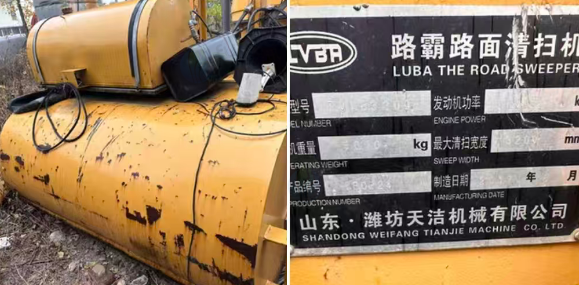 LVBA
路霸路面清扫机
LUBA THE ROAD SWEEPER
型号 发动机功率
EL NUMBER ENGINE POWER
机重量 kg 最大清扫宽度 mm
ERATING WEIGHT SWEEP WIDTH
产品编号 制造日期 年 月
PRODUCTION NUMBER MANUFACTURING DATE
山东·潍坊天洁机械有限公司
SHANDONG WEIFANG TIANJIE MACHINE CO.,LTD